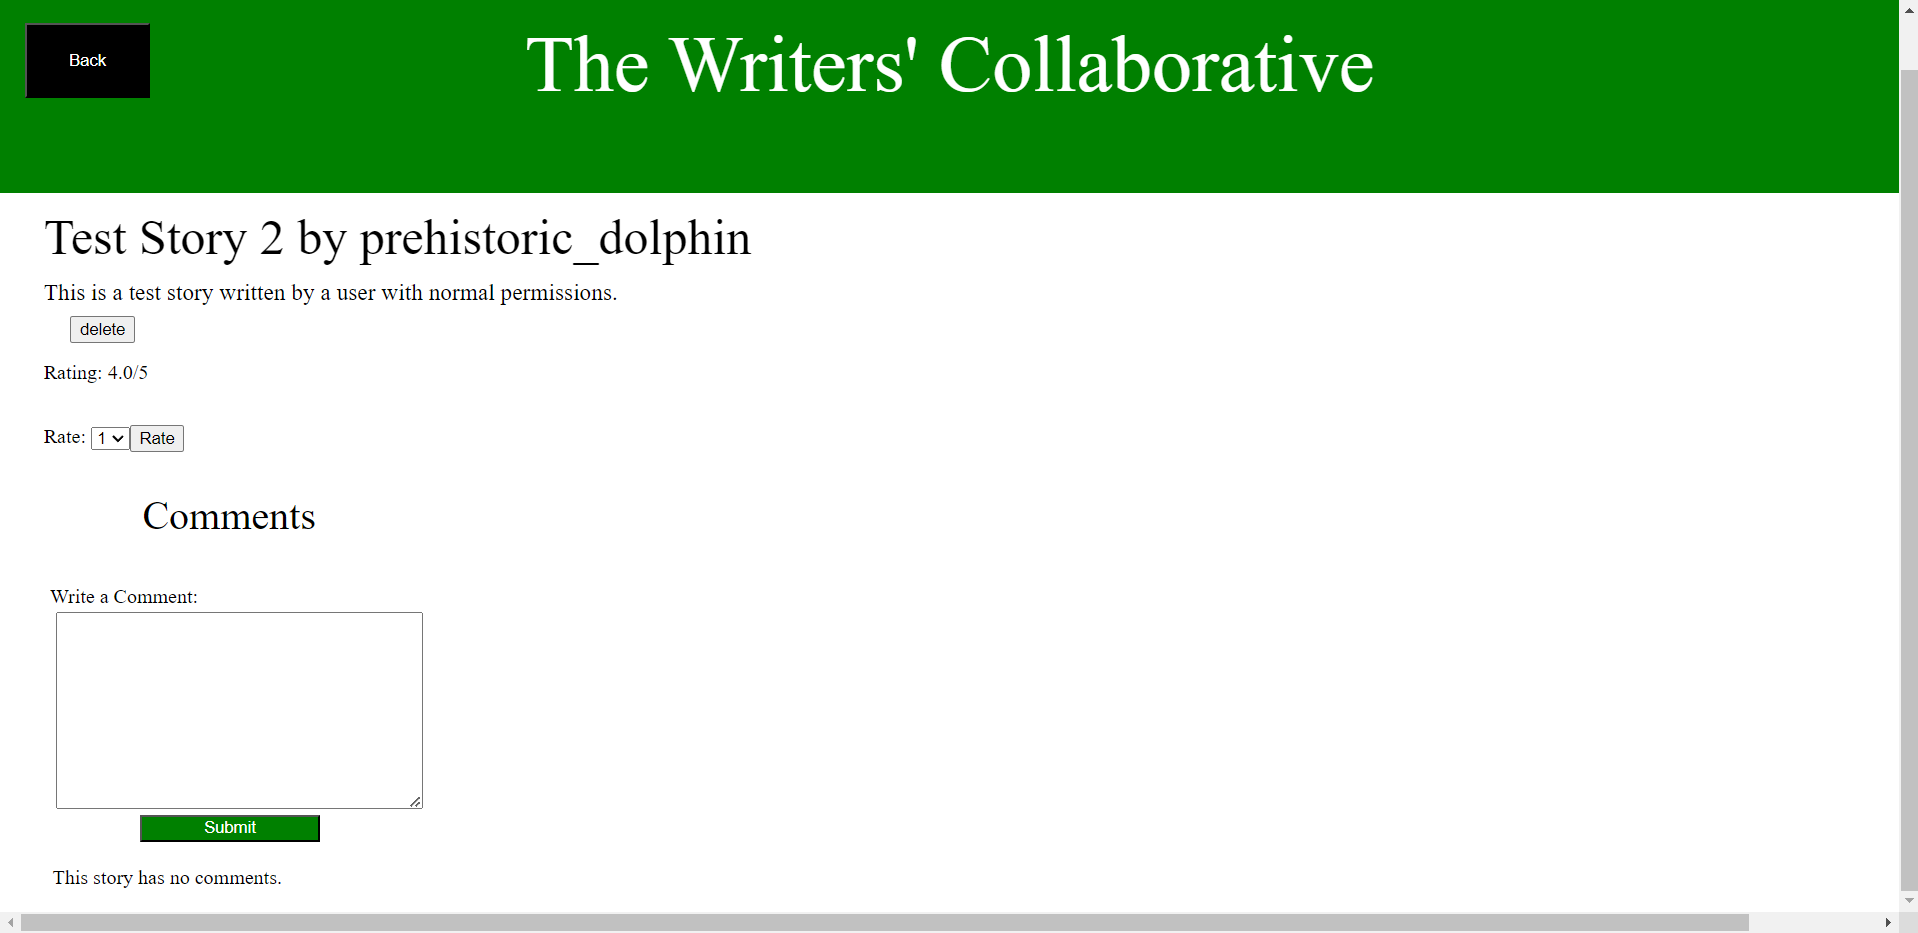 Back
The Writers' Collaborative
Test Story 2 by prehistoric_dolphin
This is a test story written by a user with normal permissions.
delete
Rating: 4.0/5
Rate: 1 Rate
Comments
Write a Comment:
Submit
This story has no comments.